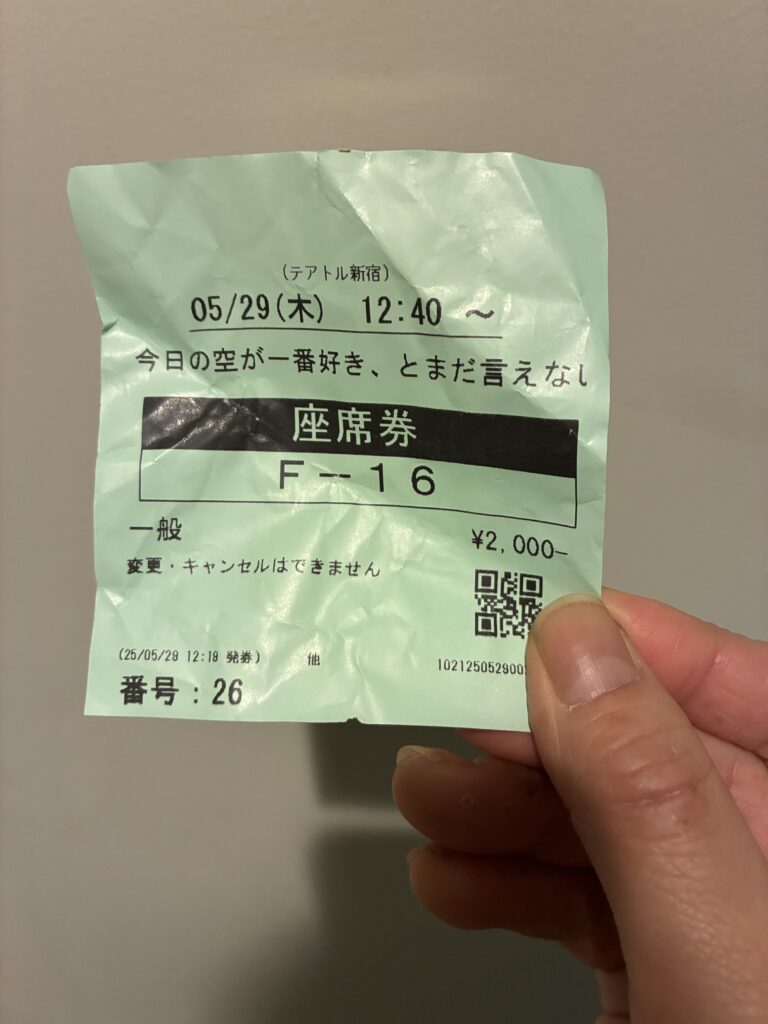 (テアトル新宿)
05/29(木) 12:40 ～
今日の空が一番好き、とまだ言えない
座席券
F－16
一般
¥2,000-
変更・キャンセルはできません
(25/05/29 12:19 発券) 他
10212505290
番号：26